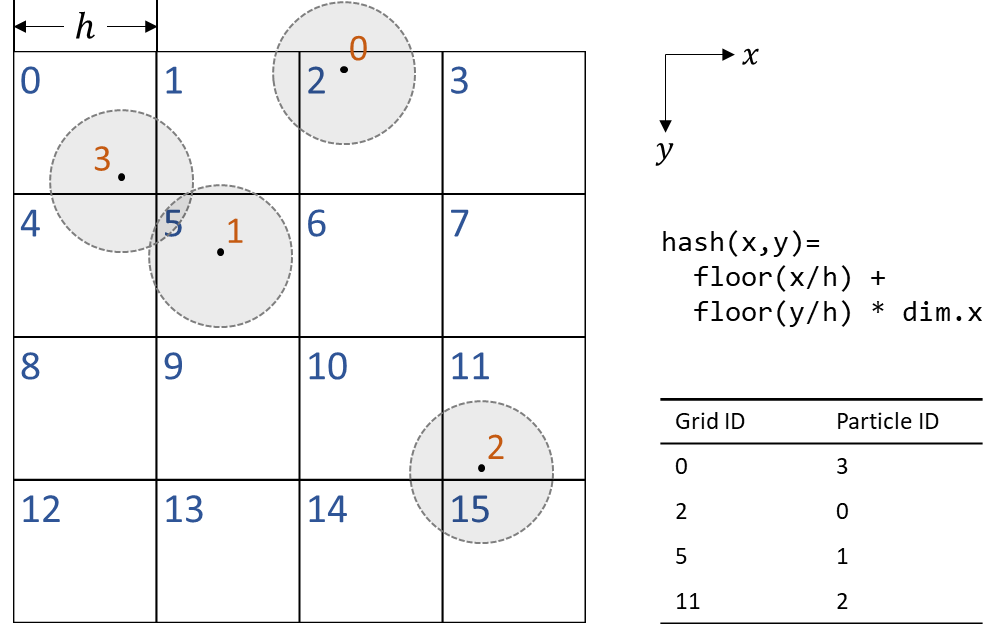 h
0
0 1 2 3
3
4 5 1 6 7
8 9 10 11
2
12 13 14 15
x
y
hash(x,y)=
floor(x/h) +
floor(y/h) * dim.x
Grid ID Particle ID
0 3
2 0
5 1
11 2